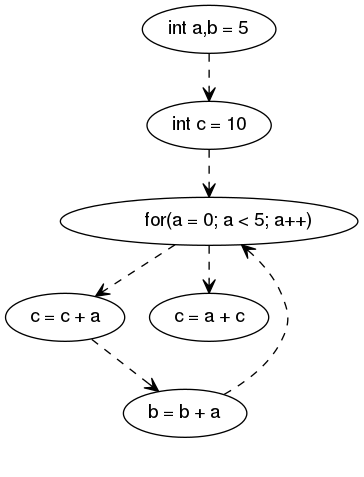 int a,b = 5
int c = 10
for(a = 0; a < 5; a++)
c = c + a
c = a + c
b = b + a